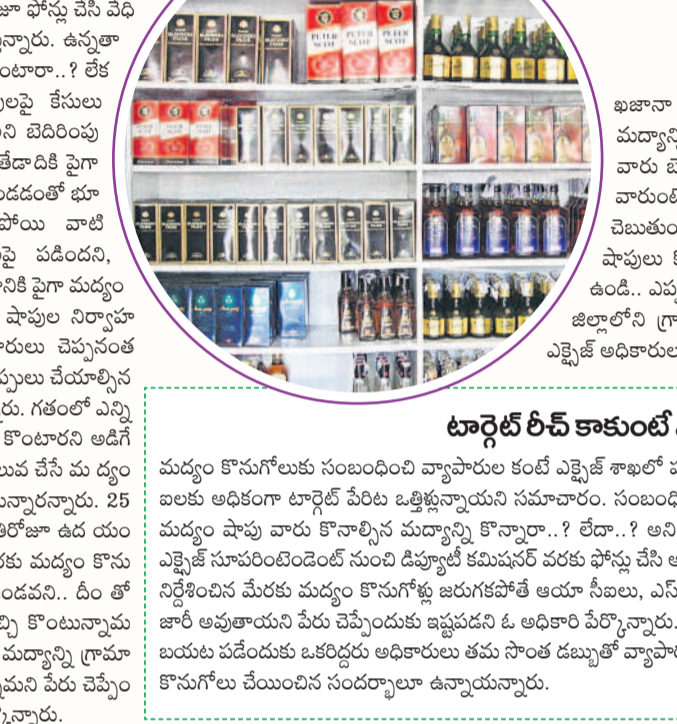 ఫోన్లు చేసి వేధి
న్నారు. ఉన్నతా
ంటారా..? లేక
లపై కేసులు
ని బెదిరింపు
తేడాదికి పైగా
ండడంతో భూ
పోయి వాటి
పై పడిందని,
నికి పైగా మద్యం
షాపుల నిర్వాహ
రులు చెప్పనంత
ప్పులు చేయాల్సిన
రు. గతంలో ఎన్ని
కొంటారని అడిగే
లువ చేసే మ ద్యం
న్నారన్నారు. 25
తిరోజూ ఉద యం
రకు మద్యం కొను
ండవని.. దీం తో
చ్చి కొంటున్నామ
మద్యాన్ని గ్రామా
్నమని పేరు చెప్పేం
్నారు.
ఖజానా
మద్యాన్ని
వారు బె
వారుంటే
చెబుతుం
షాపులు క
ఉండి.. ఎప్ప
జిల్లాలోని గ్రా
ఎక్సైజ్ అధికారుల
టార్గెట్ రీచ్ కాకుంటే
మద్యం కొనుగోలుకు సంబంధించి వ్యాపారుల కంటే ఎక్సైజ్ శాఖలో
ఐలకు అధికంగా టార్గెట్ పేరిట ఒత్తిళ్లున్నాయని సమాచారం. సంబంధి
మద్యం షాపు వారు కొనాల్సిన మద్యాన్ని కొన్నారా..? లేదా..? అని
ఎక్సైజ్ సూపరింటెండెంట్ నుంచి డిప్యూటీ కమిషనర్ వరకు ఫోన్లు చేసి ఆ
నిర్దేశించిన మేరకు మద్యం కొనుగోళ్లు జరుగకపోతే ఆయా సీఐలు, ఎస్
జారీ అవుతాయని పేరు చెప్పేందుకు ఇష్టపడని ఓ అధికారి పేర్కొన్నారు.
బయట పడేందుకు ఒకరిద్దరు అధికారులు తమ సొంత డబ్బుతో వ్యాపార
కొనుగోలు చేయించిన సందర్భాలూ ఉన్నాయన్నారు.